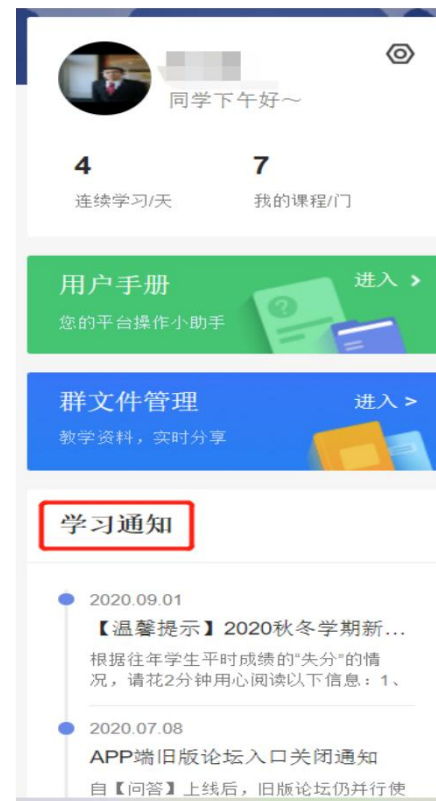 同学下午好～
4
7
连续学习/天
我的课程/门
用户手册
进入 >
您的平台操作小助手
群文件管理
进入 >
教学资料，实时分享
学习通知
2020.09.01
【温馨提示】2020秋冬学期新...
根据往年学生平时成绩的“失分”的情
况，请花2分钟用心阅读以下信息：1、
2020.07.08
APP端旧版论坛入口关闭通知
自【问答】上线后，旧版论坛仍并行使